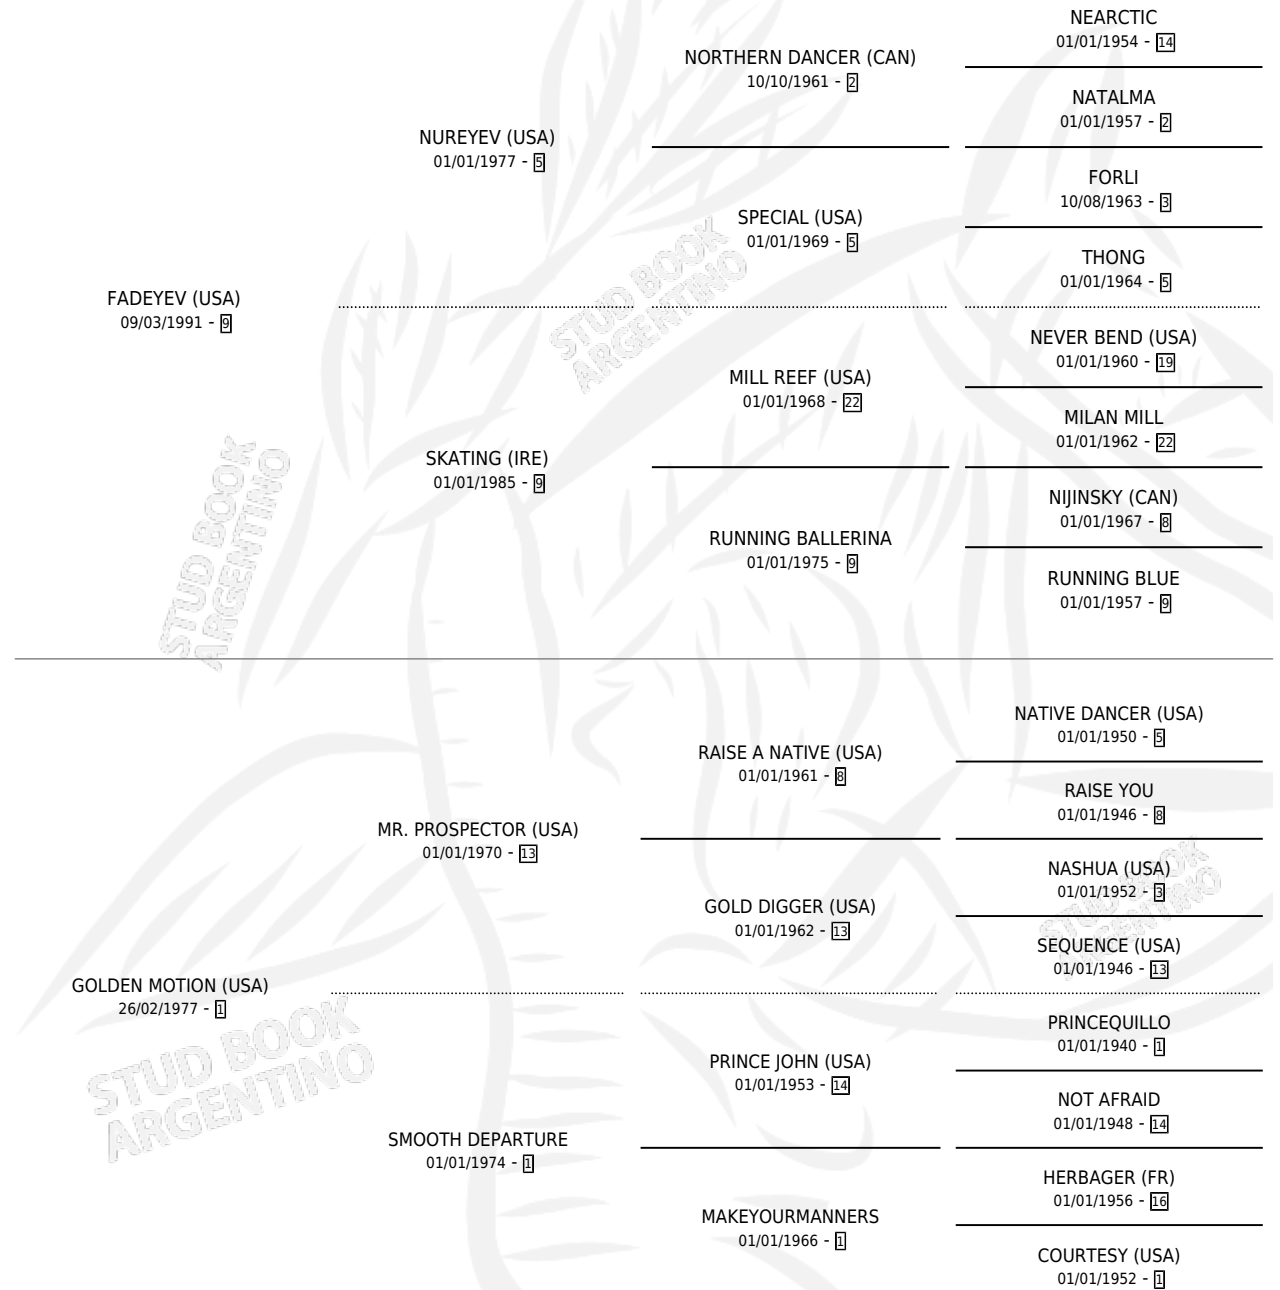 NEARCTIC
01/01/1954 - 14
NORTHERN DANCER (CAN)
10/10/1961 - 2
NATALMA
01/01/1957 - 2
NUREYEV (USA)
01/01/1977 - 5
FORLI
10/08/1963 - 3
SPECIAL (USA)
01/01/1969 - 5
THONG
01/01/1964 - 5
FADEYEV (USA)
09/03/1991 - 9
NEVER BEND (USA)
01/01/1960 - 19
MILL REEF (USA)
01/01/1968 - 22
MILAN MILL
01/01/1962 - 22
SKATING (IRE)
01/01/1985 - 9
NIJINSKY (CAN)
01/01/1967 - 8
RUNNING BALLERINA
01/01/1975 - 9
RUNNING BLUE
01/01/1957 - 9
NATIVE DANCER (USA)
01/01/1950 - 5
RAISE A NATIVE (USA)
01/01/1961 - 8
RAISE YOU
01/01/1946 - 8
MR. PROSPECTOR (USA)
01/01/1970 - 13
NASHUA (USA)
01/01/1952 - 3
GOLD DIGGER (USA)
01/01/1962 - 13
SEQUENCE (USA)
01/01/1946 - 13
GOLDEN MOTION (USA)
26/02/1977 - 1
PRINCEQUILLO
01/01/1940 - 1
PRINCE JOHN (USA)
01/01/1953 - 14
NOT AFRAID
01/01/1948 - 14
SMOOTH DEPARTURE
01/01/1974 - 1
HERBAGER (FR)
01/01/1956 - 16
MAKEYOURMANNERS
01/01/1966 - 1
COURTESY (USA)
01/01/1952 - 1
STUD BOOK
ARGENTINO
STUD BOOK
ARGENTINO
STUD BOOK
ARGENTINO
STUD BOOK
ARGENTINO